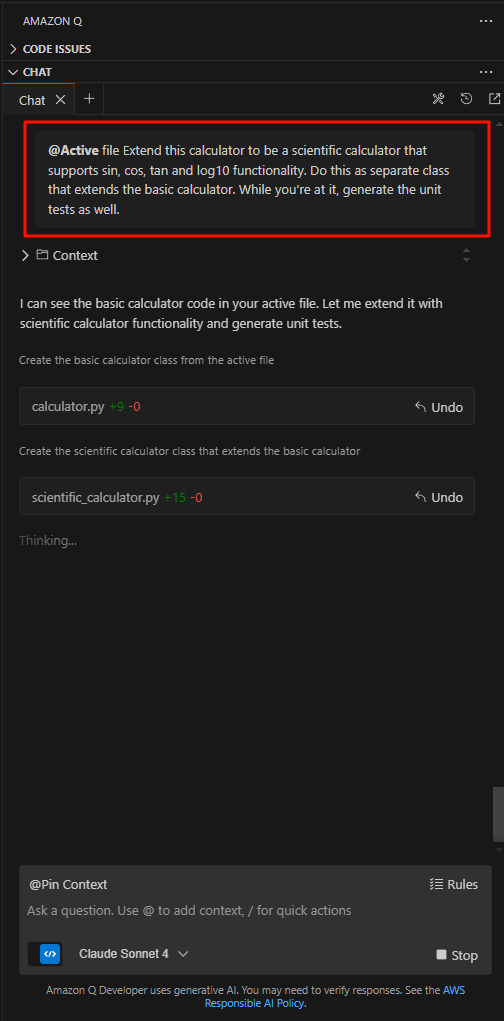 AMAZON Q
CODE ISSUES
CHAT
Chat
@Active file Extend this calculator to be a scientific calculator that
supports sin, cos, tan and log10 functionality. Do this as separate class
that extends the basic calculator. While you're at it, generate the unit
tests as well.
Context
I can see the basic calculator code in your active file. Let me extend it with
scientific calculator functionality and generate unit tests.
Create the basic calculator class from the active file
calculator.py +9 -0 Undo
Create the scientific calculator class that extends the basic calculator
scientific_calculator.py +15 -0 Undo
Thinking...
@Pin Context Rules
Ask a question. Use @ to add context, / for quick actions
Claude Sonnet 4 Stop
Amazon Q Developer uses generative AI. You may need to verify responses. See the AWS
Responsible AI Policy.